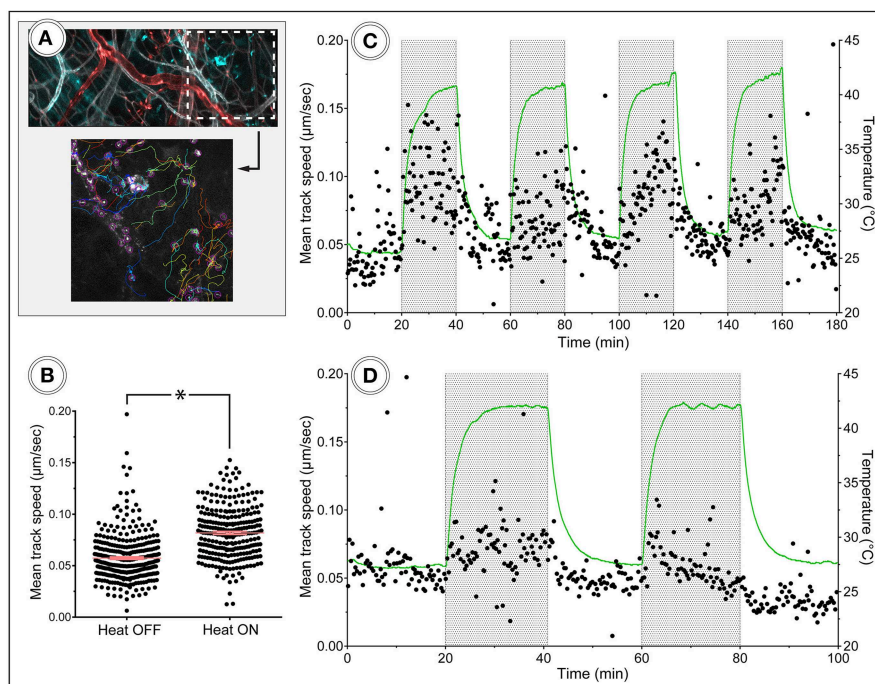 A
B
*
0.20
0.15
0.10
0.05
0.00
Mean track speed (µm/sec)
Heat OFF
Heat ON
C
0.20
0.15
0.10
0.05
0.00
Mean track speed (µm/sec)
45
40
35
30
25
20
Temperature (°C)
0 20 40 60 80 100 120 140 160 180
Time (min)
D
0.20
0.15
0.10
0.05
0.00
Mean track speed (µm/sec)
45
40
35
30
25
20
Temperature (°C)
0 20 40 60 80 100
Time (min)